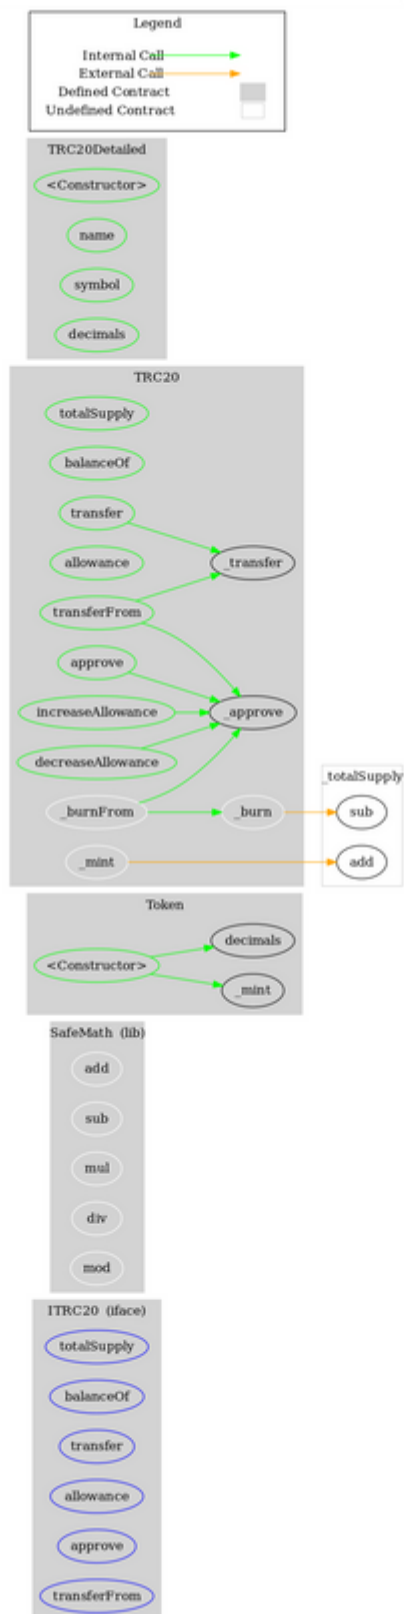 Legend
Internal Call
External Call
Defined Contract
Undefined Contract
TRC20Detailed
<Constructor>
name
symbol
decimals
TRC20
totalSupply
balanceOf
transfer
allowance
_transfer
transferFrom
approve
increaseAllowance
_approve
decreaseAllowance
_totalSupply
_burnFrom
_burn
sub
_mint
add
Token
<Constructor>
decimals
_mint
SafeMath (lib)
add
sub
mul
div
mod
ITRC20 (iface)
totalSupply
balanceOf
transfer
allowance
approve
transferFrom